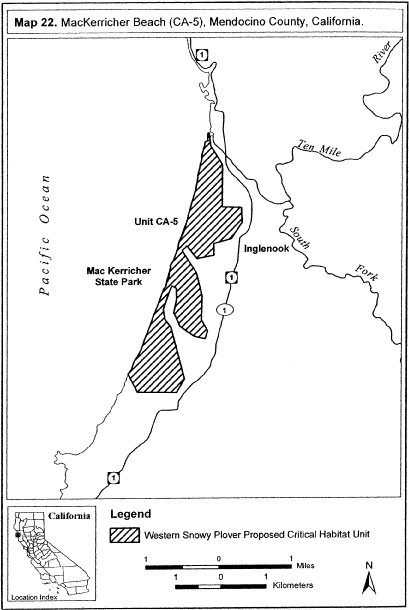 Map 22. MacKerricher Beach (CA-5), Mendocino County, California.
1
River
Ten Mile
Pacific Ocean
Unit CA-5
South
Inglenook
Mac Kerricher
State Park
Fork
1
1
1
California
Location Index
Legend
Western Snowy Plover Proposed Critical Habitat Unit
1 0 1
Miles
1 0 1
Kilometers
N